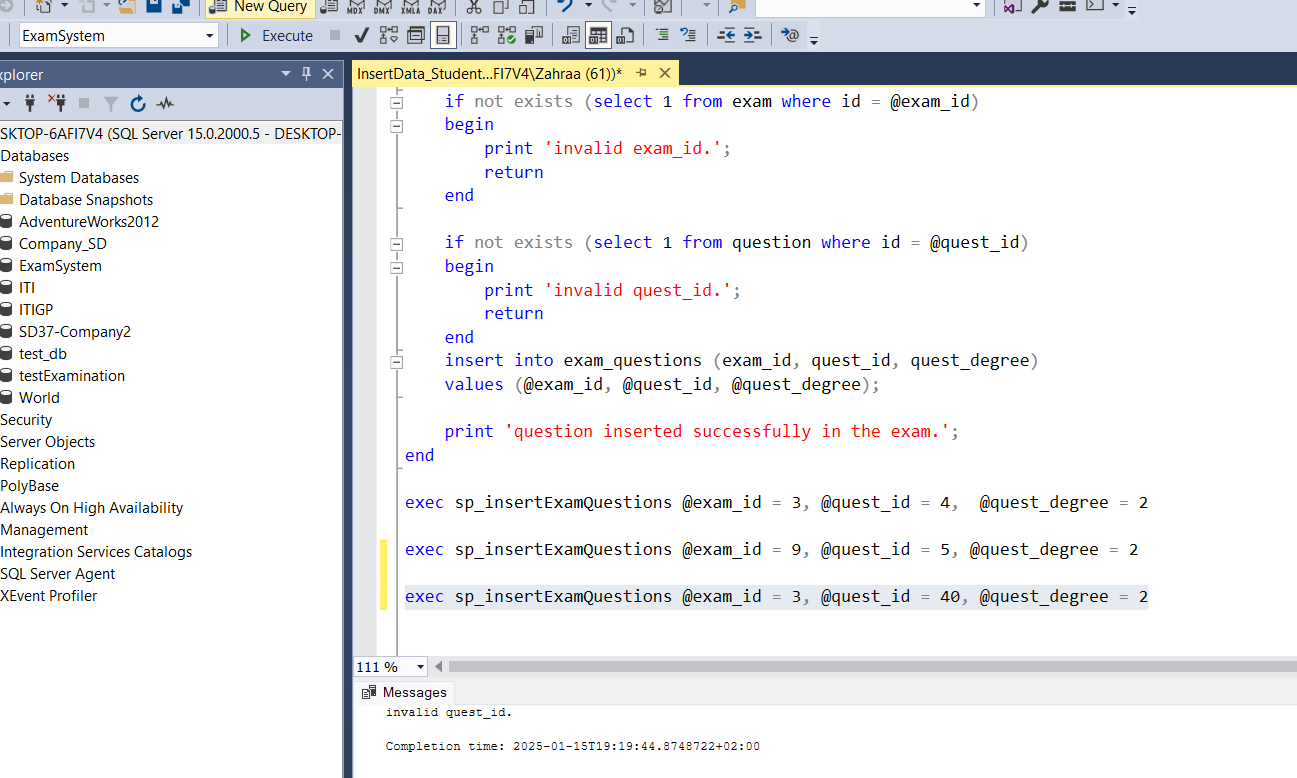 New Query
MDX
DMX
XMLA
DAX
ExamSystem
Execute
xplorer
InsertData_Student...FI7V4\Zahraa (61))*
SKTOP-6AFI7V4 (SQL Server 15.0.2000.5 - DESKTOP-
Databases
System Databases
Database Snapshots
AdventureWorks2012
Company_SD
ExamSystem
ITI
ITIGP
SD37-Company2
test_db
testExamination
World
Security
Server Objects
Replication
PolyBase
Always On High Availability
Management
Integration Services Catalogs
SQL Server Agent
XEvent Profiler
if not exists (select 1 from exam where id = @exam_id)
begin
print 'invalid exam_id.';
return
end
if not exists (select 1 from question where id = @quest_id)
begin
print 'invalid quest_id.';
return
end
insert into exam_questions (exam_id, quest_id, quest_degree)
values (@exam_id, @quest_id, @quest_degree);
print 'question inserted successfully in the exam.';
end
exec sp_insertExamQuestions @exam_id = 3, @quest_id = 4,  @quest_degree = 2
exec sp_insertExamQuestions @exam_id = 9, @quest_id = 5, @quest_degree = 2
exec sp_insertExamQuestions @exam_id = 3, @quest_id = 40, @quest_degree = 2
111 %
Messages
invalid quest_id.
Completion time: 2025-01-15T19:19:44.8748722+02:00